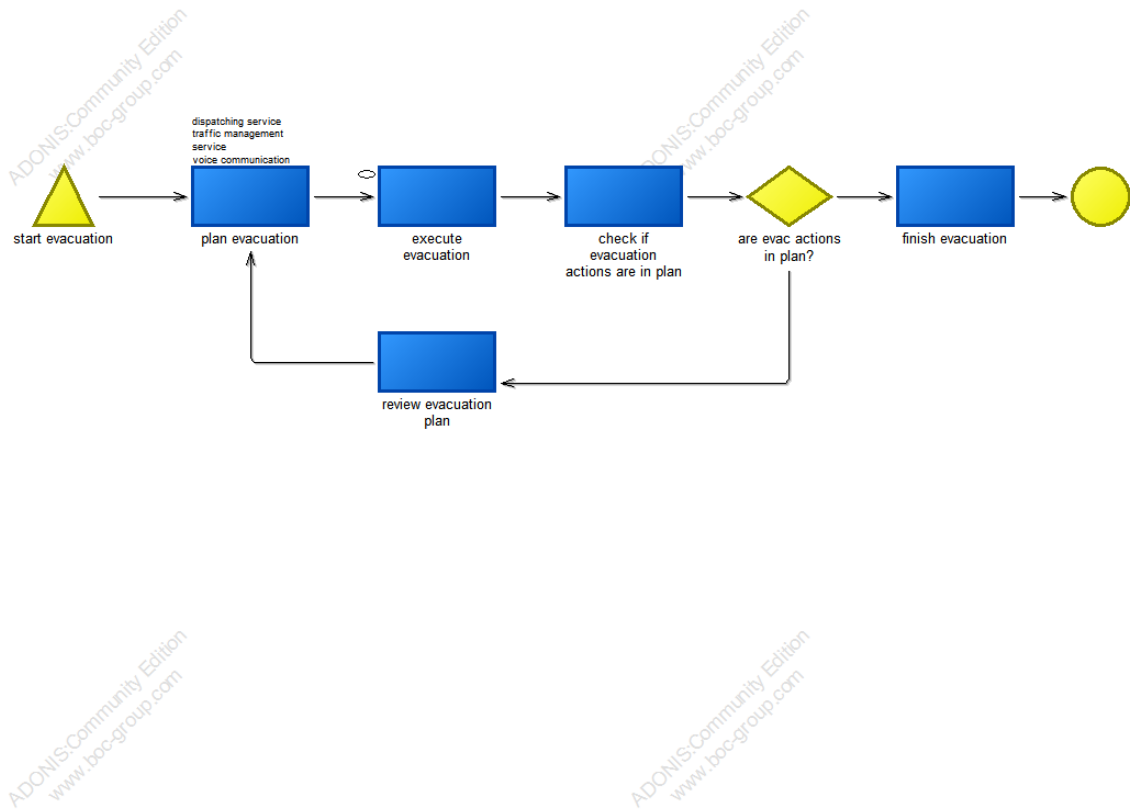 ADONIS:Community Edition
www.boc-group.com
ADONIS:Community Edition
www.boc-group.com
dispatching service
traffic management
service
voice communication
start evacuation
plan evacuation
execute
evacuation
check if
evacuation
actions are in plan
are evac actions
in plan?
finish evacuation
review evacuation
plan
ADONIS:Community Edition
www.boc-group.com
ADONIS:Community Edition
www.boc-group.com